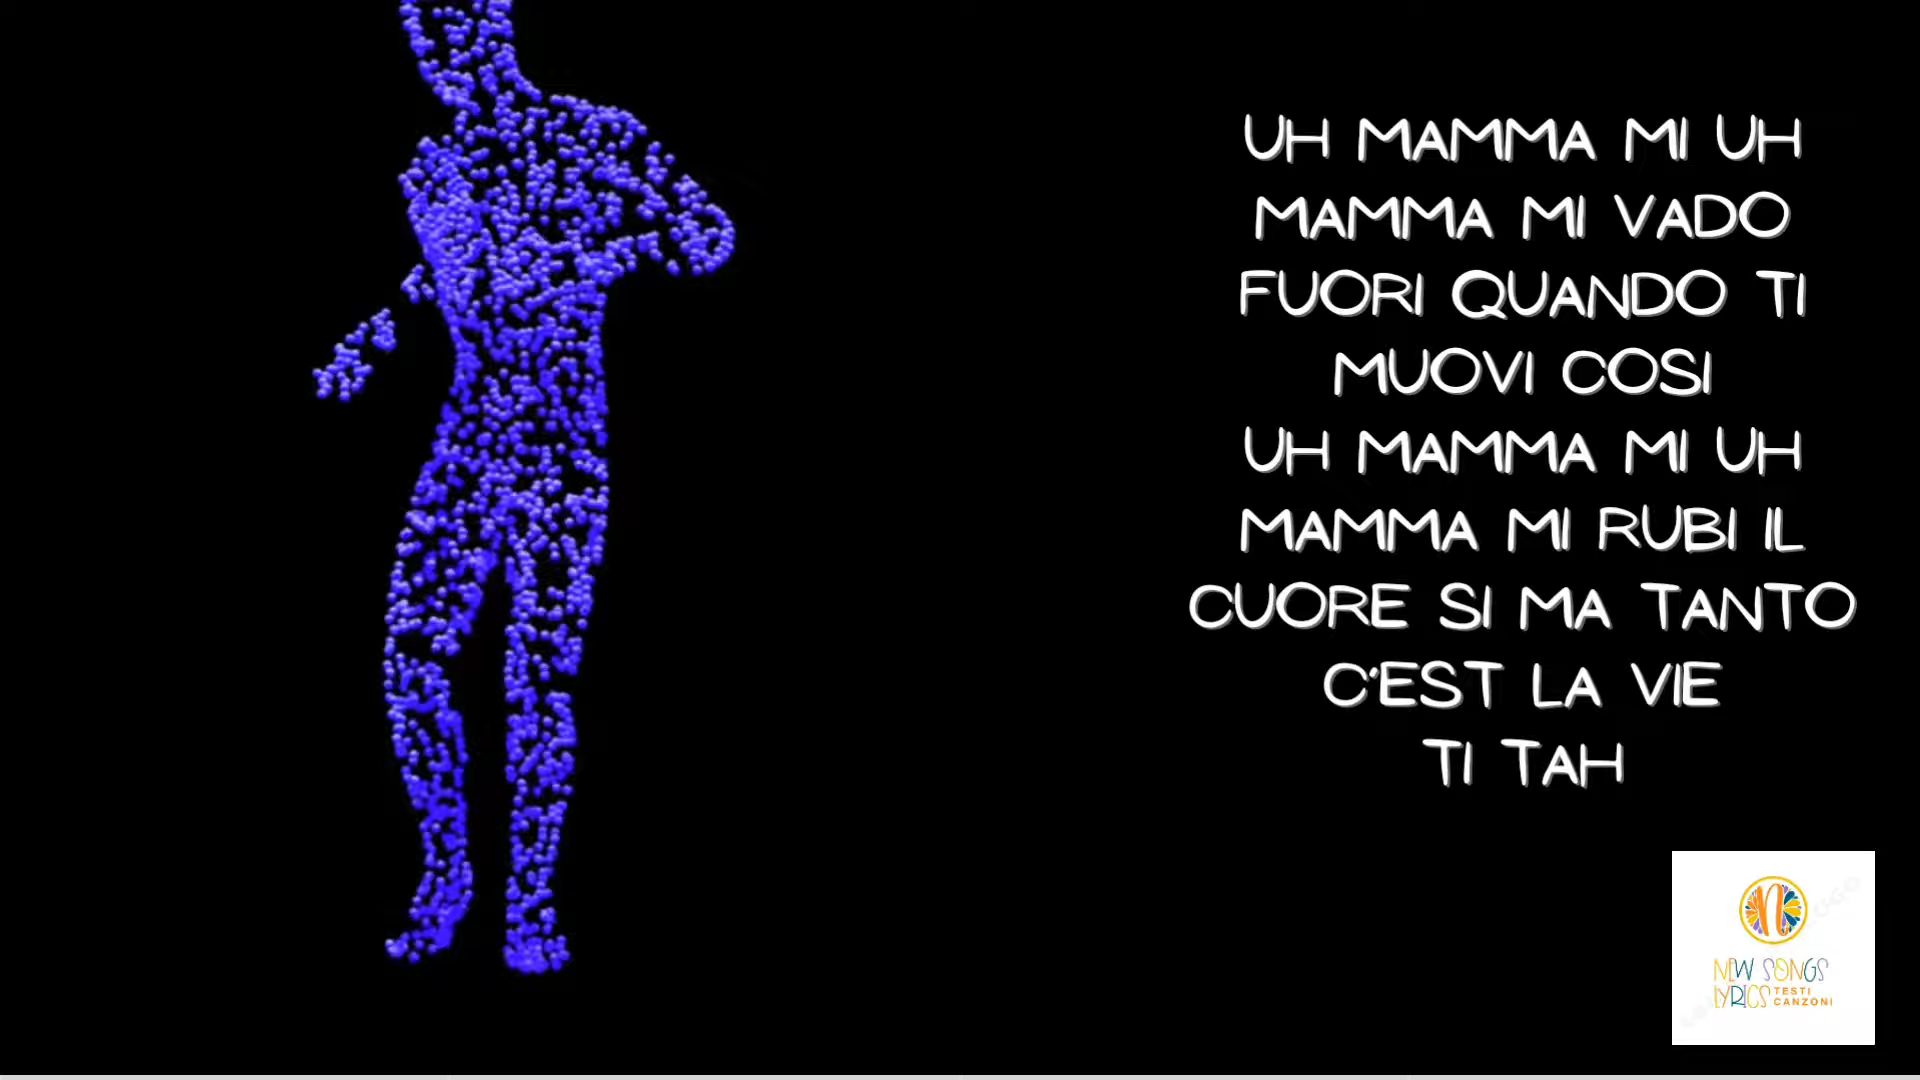 UH MAMMA MI UH
MAMMA MI VADO
FUORI QUANDO TI
MUOVI COSI
UH MAMMA MI UH
MAMMA MI RUBI IL
CUORE SI MA TANTO
C'EST LA VIE
TI TAH
NEW SONGS
LYRICS TESTI
CANZONI